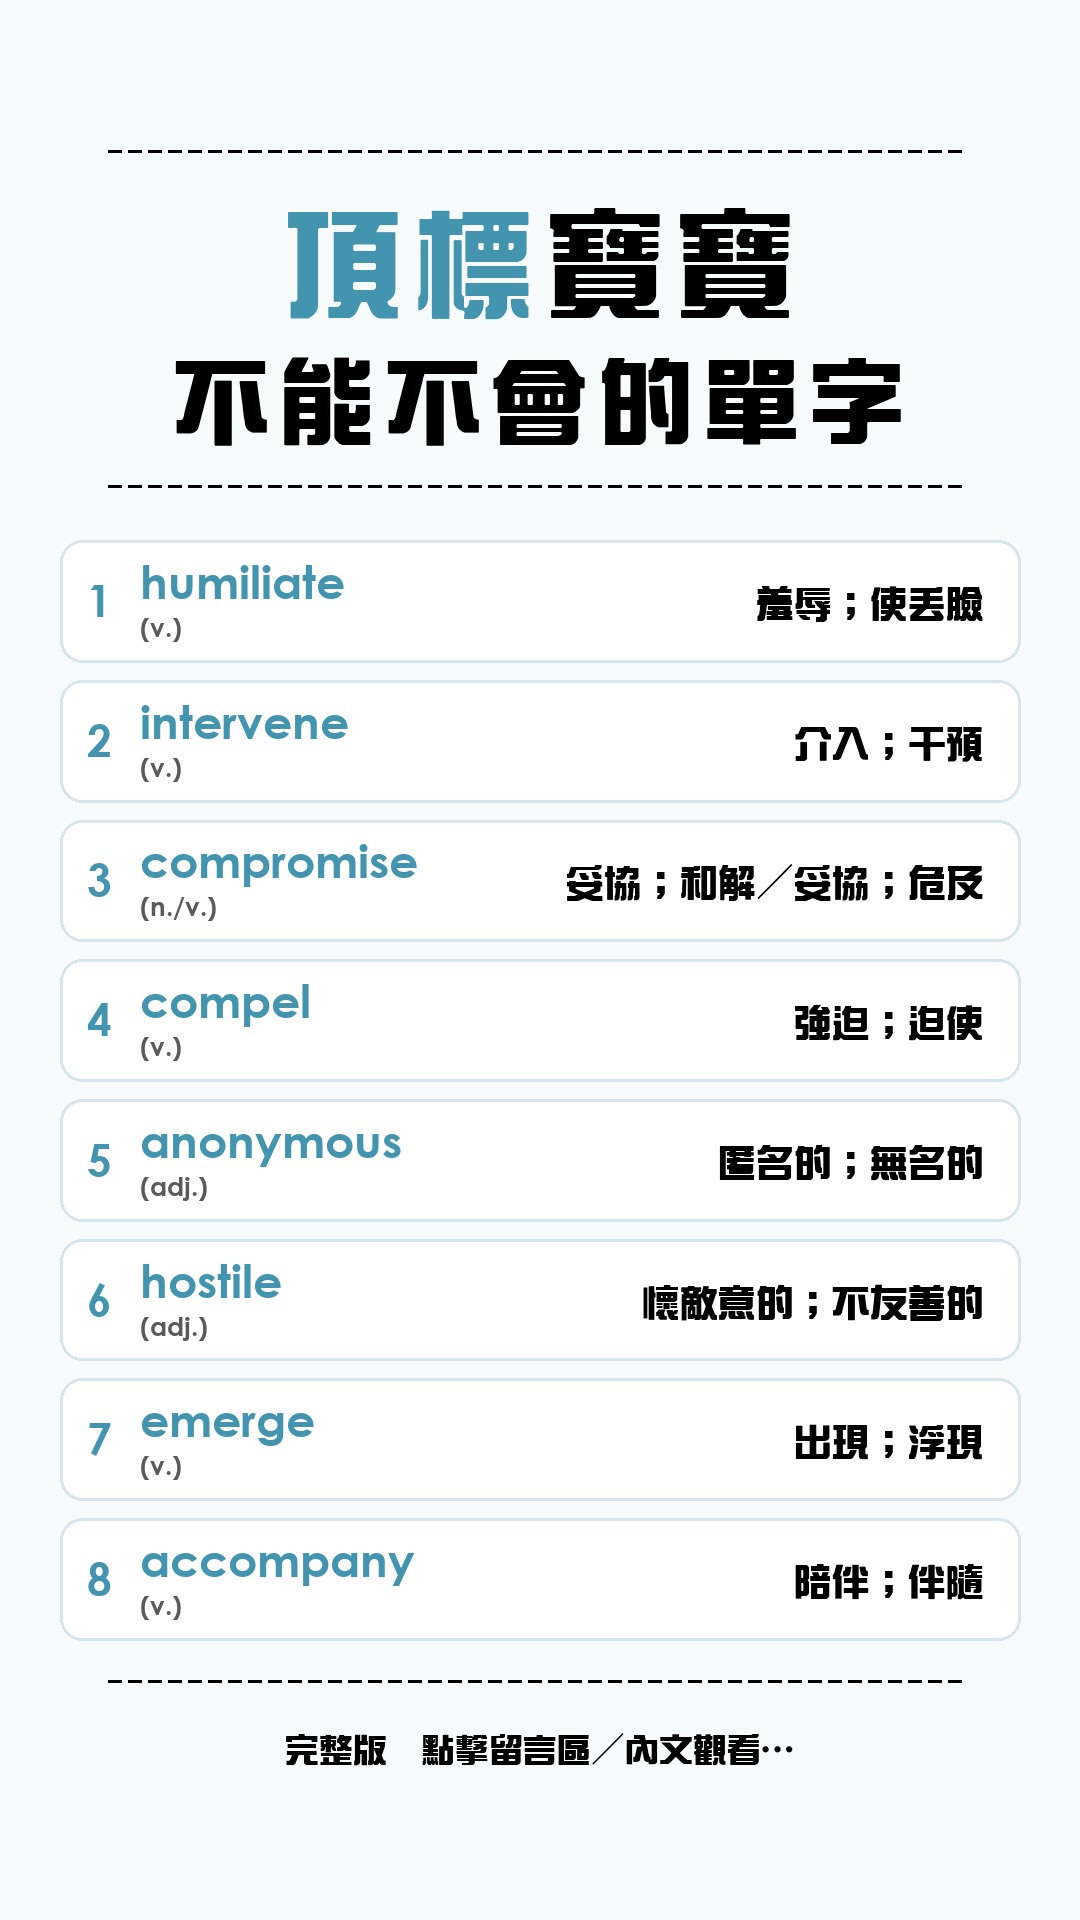 頂標寶寶
不能不會的單字
1 humiliate (v.) 羞辱；使丟臉
2 intervene (v.) 介入；干預
3 compromise (n./v.) 妥協；和解／妥協；危及
4 compel (v.) 強迫；迫使
5 anonymous (adj.) 匿名的；無名的
6 hostile (adj.) 懷敵意的；不友善的
7 emerge (v.) 出現；浮現
8 accompany (v.) 陪伴；伴隨
完整版　點擊留言區／內文觀看…